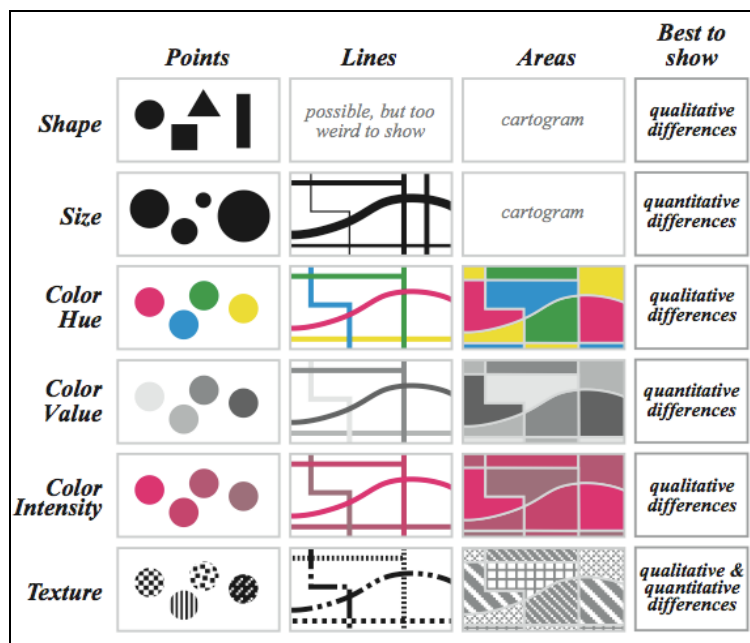 Points
Lines
Areas
Best to
show
Shape
possible, but too
weird to show
cartogram
qualitative
differences
Size
cartogram
quantitative
differences
Color
Hue
qualitative
differences
Color
Value
quantitative
differences
Color
Intensity
qualitative
differences
Texture
qualitative &
quantitative
differences